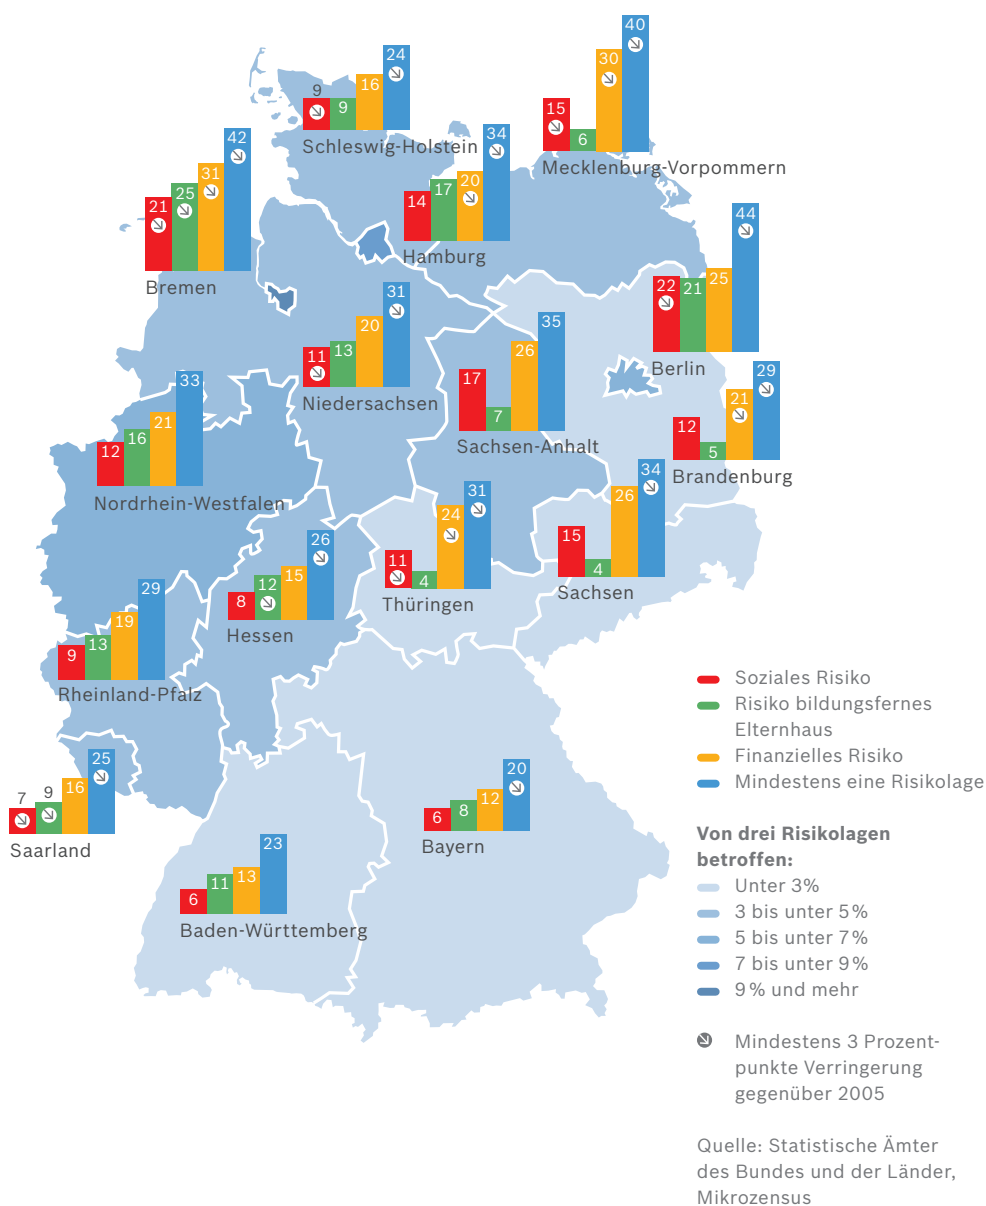 9
9
16
24
Schleswig-Holstein
15
6
30
40
Mecklenburg-Vorpommern
21
25
31
42
Bremen
14
17
20
34
Hamburg
22
21
25
44
Berlin
11
13
20
31
Niedersachsen
17
7
26
35
Sachsen-Anhalt
12
5
21
29
Brandenburg
12
16
21
33
Nordrhein-Westfalen
11
4
24
31
Thüringen
15
4
26
34
Sachsen
8
12
15
26
Hessen
9
13
19
29
Rheinland-Pfalz
7
9
16
25
Saarland
6
8
12
20
Bayern
6
11
13
23
Baden-Württemberg
Soziales Risiko
Risiko bildungsfernes
Elternhaus
Finanzielles Risiko
Mindestens eine Risikolage
Von drei Risikolagen
betroffen:
Unter 3%
3 bis unter 5%
5 bis unter 7%
7 bis unter 9%
9% und mehr
Mindestens 3 Prozent-
punkte Verringerung
gegenüber 2005
Quelle: Statistische Ämter
des Bundes und der Länder,
Mikrozensus